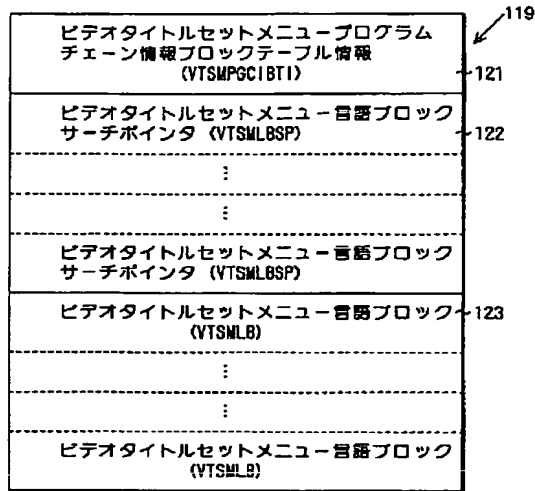 119
ビデオタイトルセットメニュープログラム
チェーン情報ブロックテーブル情報
(VTSMPGCIBTI)
121
ビデオタイトルセットメニュー言語ブロック
サーチポインタ (VTSMLBSP)
122
⋮
⋮
ビデオタイトルセットメニュー言語ブロック
サーチポインタ (VTSMLBSP)
ビデオタイトルセットメニュー言語ブロック
123
(VTSMLB)
⋮
⋮
ビデオタイトルセットメニュー言語ブロック
(VTSMLB)